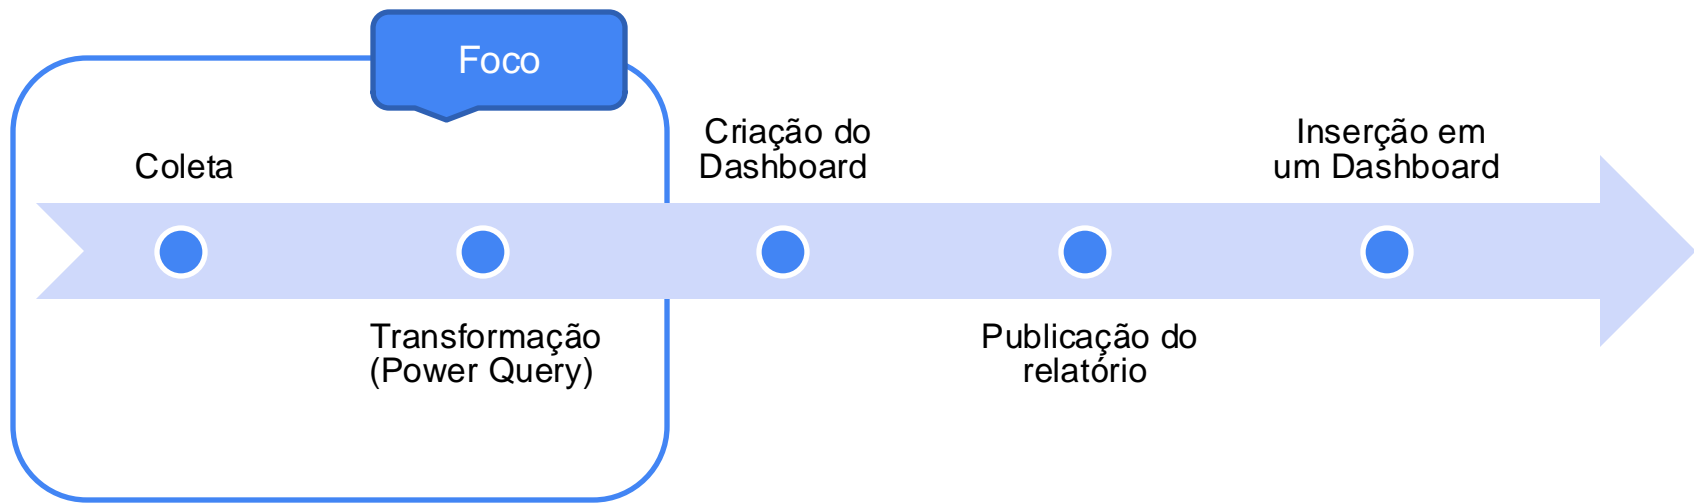 Foco
Coleta
Transformação
(Power Query)
Criação do
Dashboard
Publicação do
relatório
Inserção em
um Dashboard